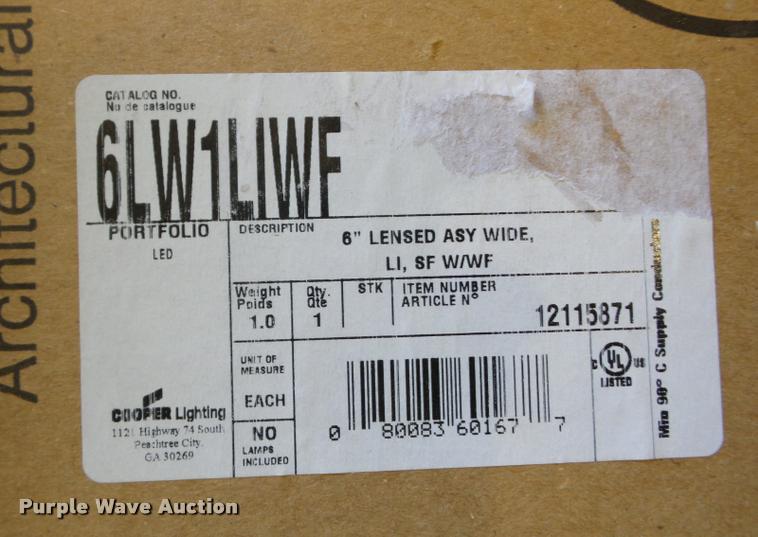 Architectural
CATALOG NO.
No de catalogue
6LW1LIWF
PORTFOLIO
LED
DESCRIPTION
6" LENSED ASY WIDE,
LI, SF W/WF
Weight
Poids
1.0
Qty.
Qte
1
STK
ITEM NUMBER
ARTICLE N°
12115871
UNIT OF
MEASURE
EACH
NO
LAMPS
INCLUDED
0 80083 60167 7
C UL US
LISTED
Min 90° C Supply Conductors
COOPER Lighting
1121 Highway 74 South
Peachtree City,
GA 30269
Purple Wave Auction